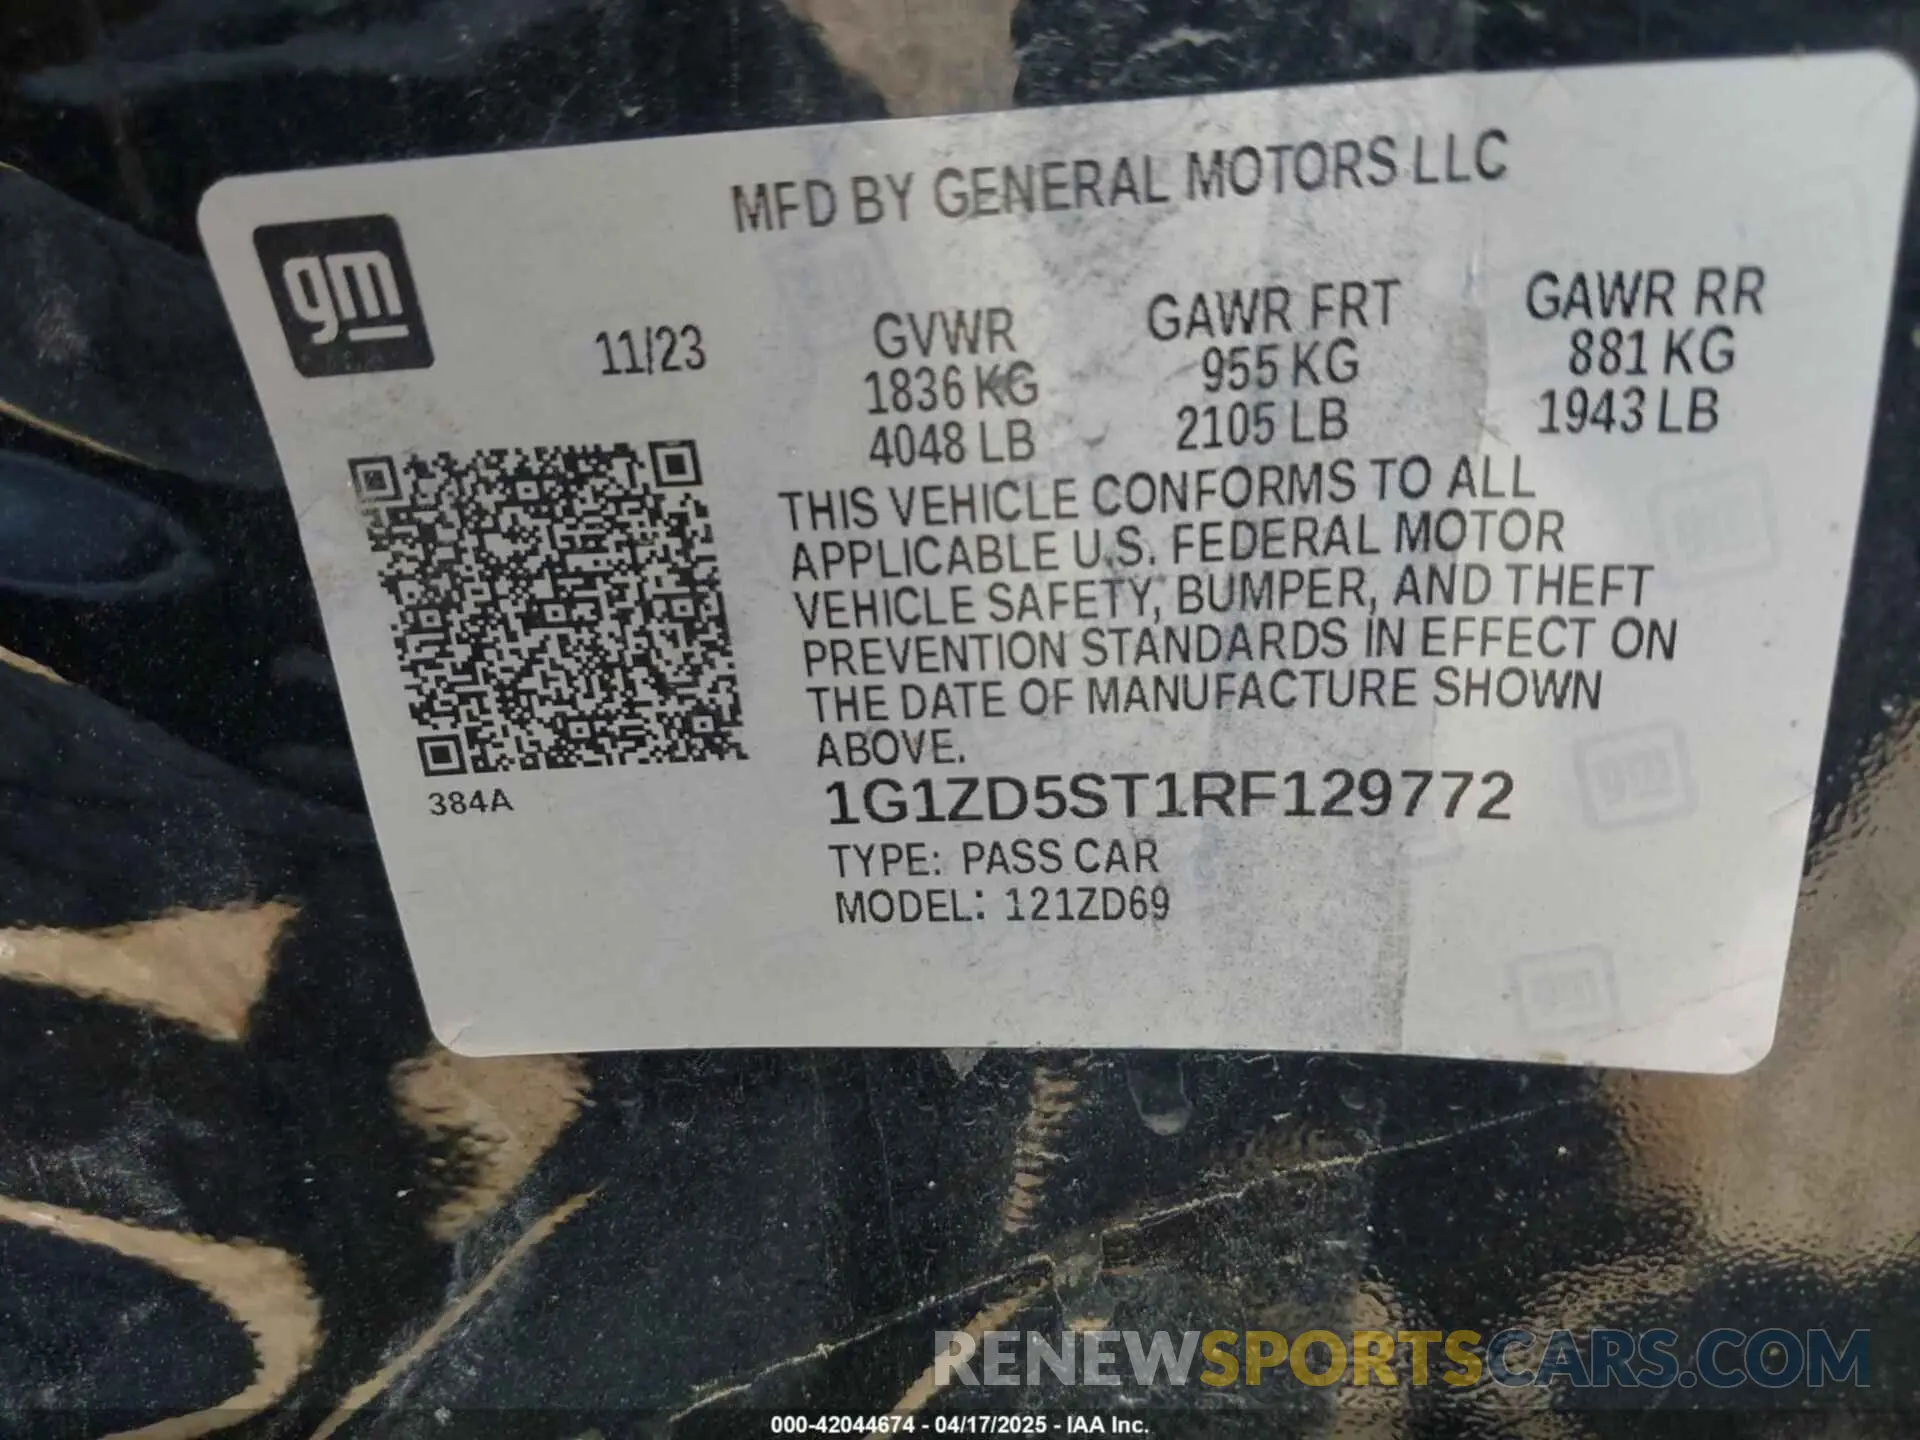 MFD BY GENERAL MOTORS LLC
gm
11/23
GVWR
1836 KG
4048 LB
GAWR FRT
955 KG
2105 LB
GAWR RR
881 KG
1943 LB
THIS VEHICLE CONFORMS TO ALL
APPLICABLE U.S. FEDERAL MOTOR
VEHICLE SAFETY, BUMPER, AND THEFT
PREVENTION STANDARDS IN EFFECT ON
THE DATE OF MANUFACTURE SHOWN
ABOVE.
384A
1G1ZD5ST1RF129772
TYPE: PASS CAR
MODEL: 121ZD69
RENEWSPORTSCARS.COM
000-42044674 - 04/17/2025 - IAA Inc.